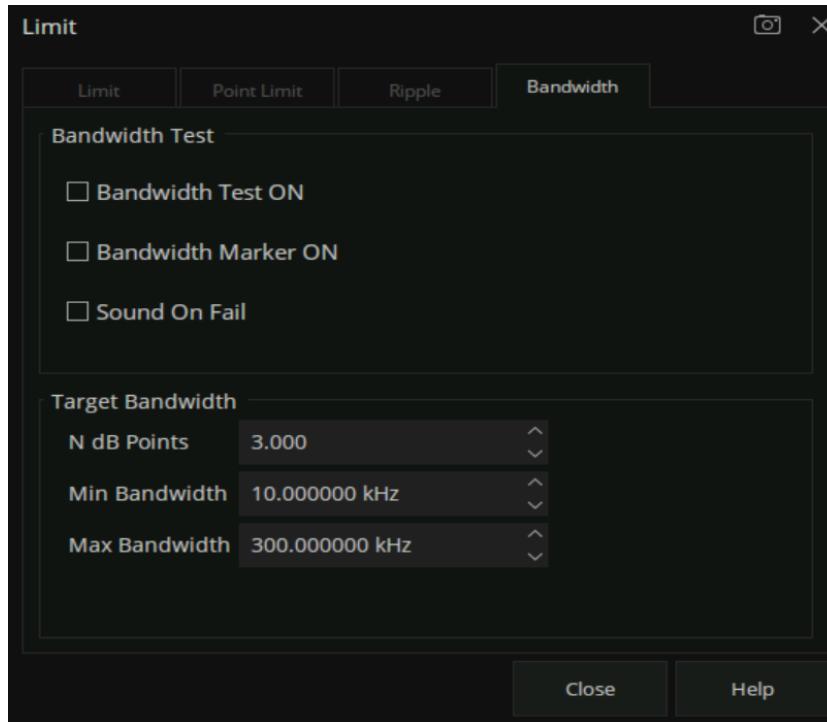 Limit
Limit Point Limit Ripple Bandwidth
Bandwidth Test
Bandwidth Test ON
Bandwidth Marker ON
Sound On Fail
Target Bandwidth
N dB Points 3.000
Min Bandwidth 10.000000 kHz
Max Bandwidth 300.000000 kHz
Close Help